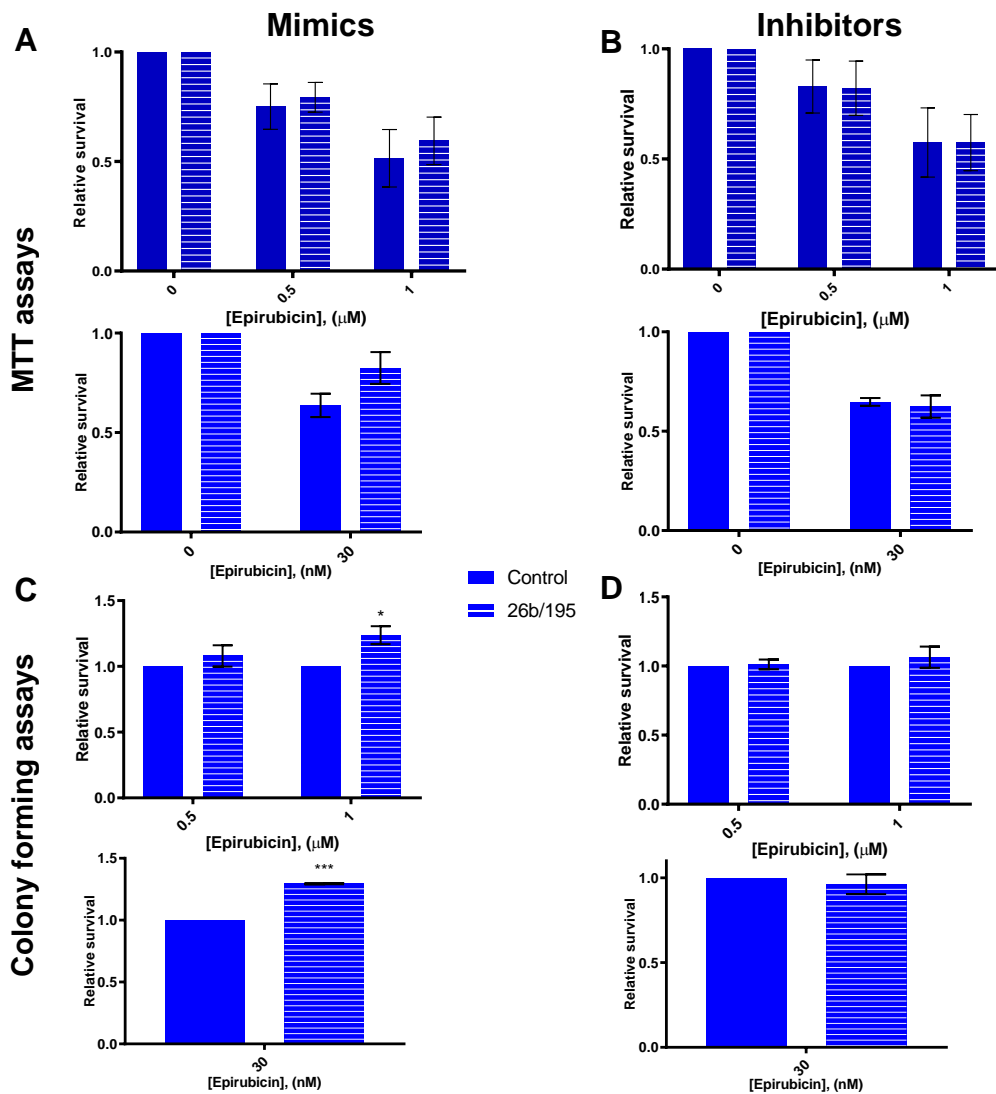 Mimics
Inhibitors
A
1.0
0.5
0.0
Relative survival
0
0.5
1
[Epirubicin], (μM)
B
1.0
0.5
0.0
Relative survival
0
0.5
1
[Epirubicin], (μM)
MTT assays
1.0
0.5
0.0
Relative survival
0
30
[Epirubicin], (nM)
1.0
0.5
0.0
Relative survival
0
30
[Epirubicin], (nM)
Control
26b/195
C
1.5
1.0
0.5
0.0
Relative survival
*
0.5
1
[Epirubicin], (μM)
D
1.5
1.0
0.5
0.0
Relative survival
0.5
1
[Epirubicin], (μM)
Colony forming assays
1.5
1.0
0.5
0.0
Relative survival
***
30
[Epirubicin], (nM)
1.0
0.5
0.0
Relative survival
30
[Epirubicin], (nM)